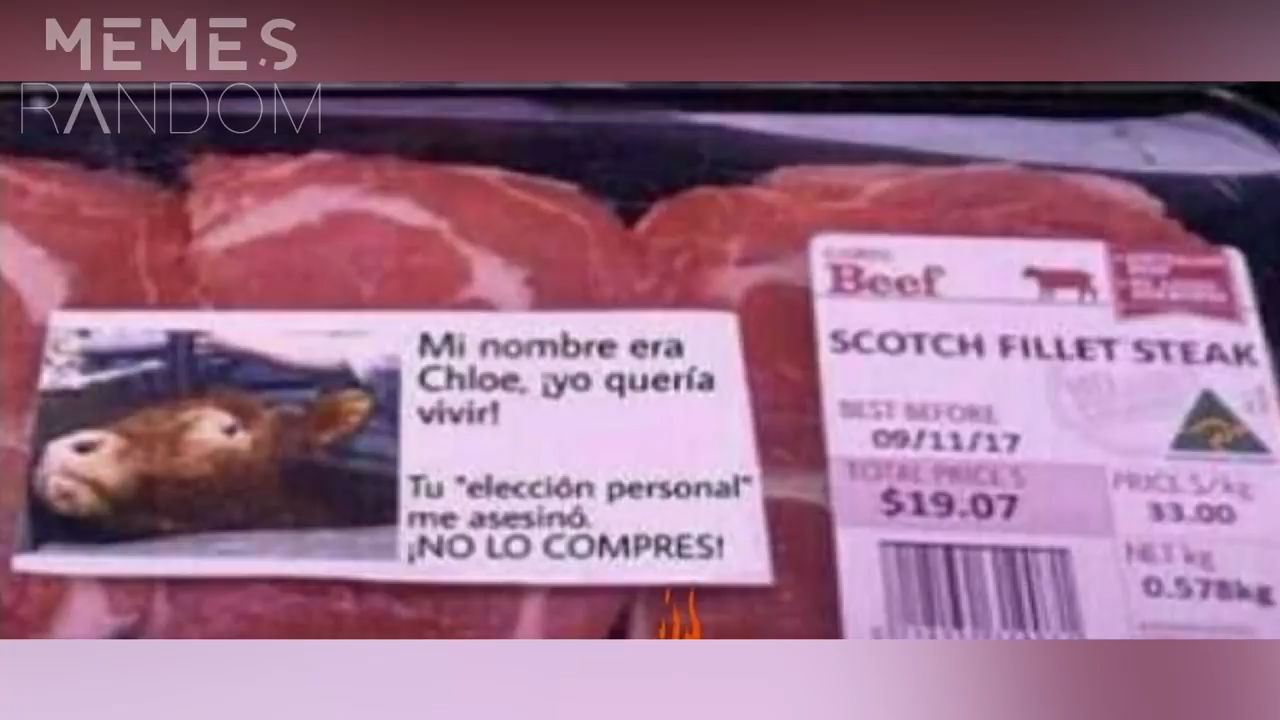 MEMES
RANDOM
Beef
SCOTCH FILLET STEAK
BEST BEFORE
09/11/17
TOTAL PRICE $
$19.07
PRICE $/kg
33.00
NET kg
0.578kg
Mi nombre era
Chloe, ¡yo quería
vivir!
Tu "elección personal"
me asesinó.
¡NO LO COMPRES!